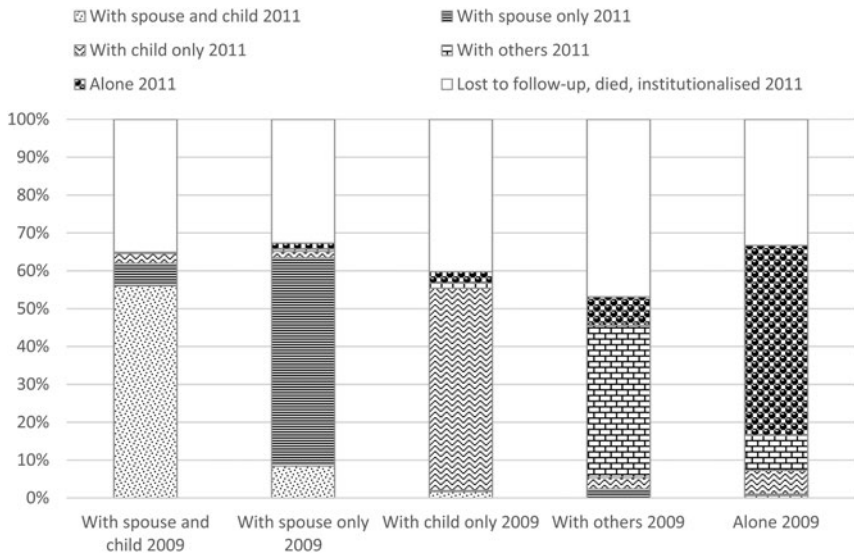 With spouse and child 2011
With spouse only 2011
With child only 2011
With others 2011
Alone 2011
Lost to follow-up, died, institutionalised 2011
100%
90%
80%
70%
60%
50%
40%
30%
20%
10%
0%
With spouse and
child 2009
With spouse only
2009
With child only 2009
With others 2009
Alone 2009